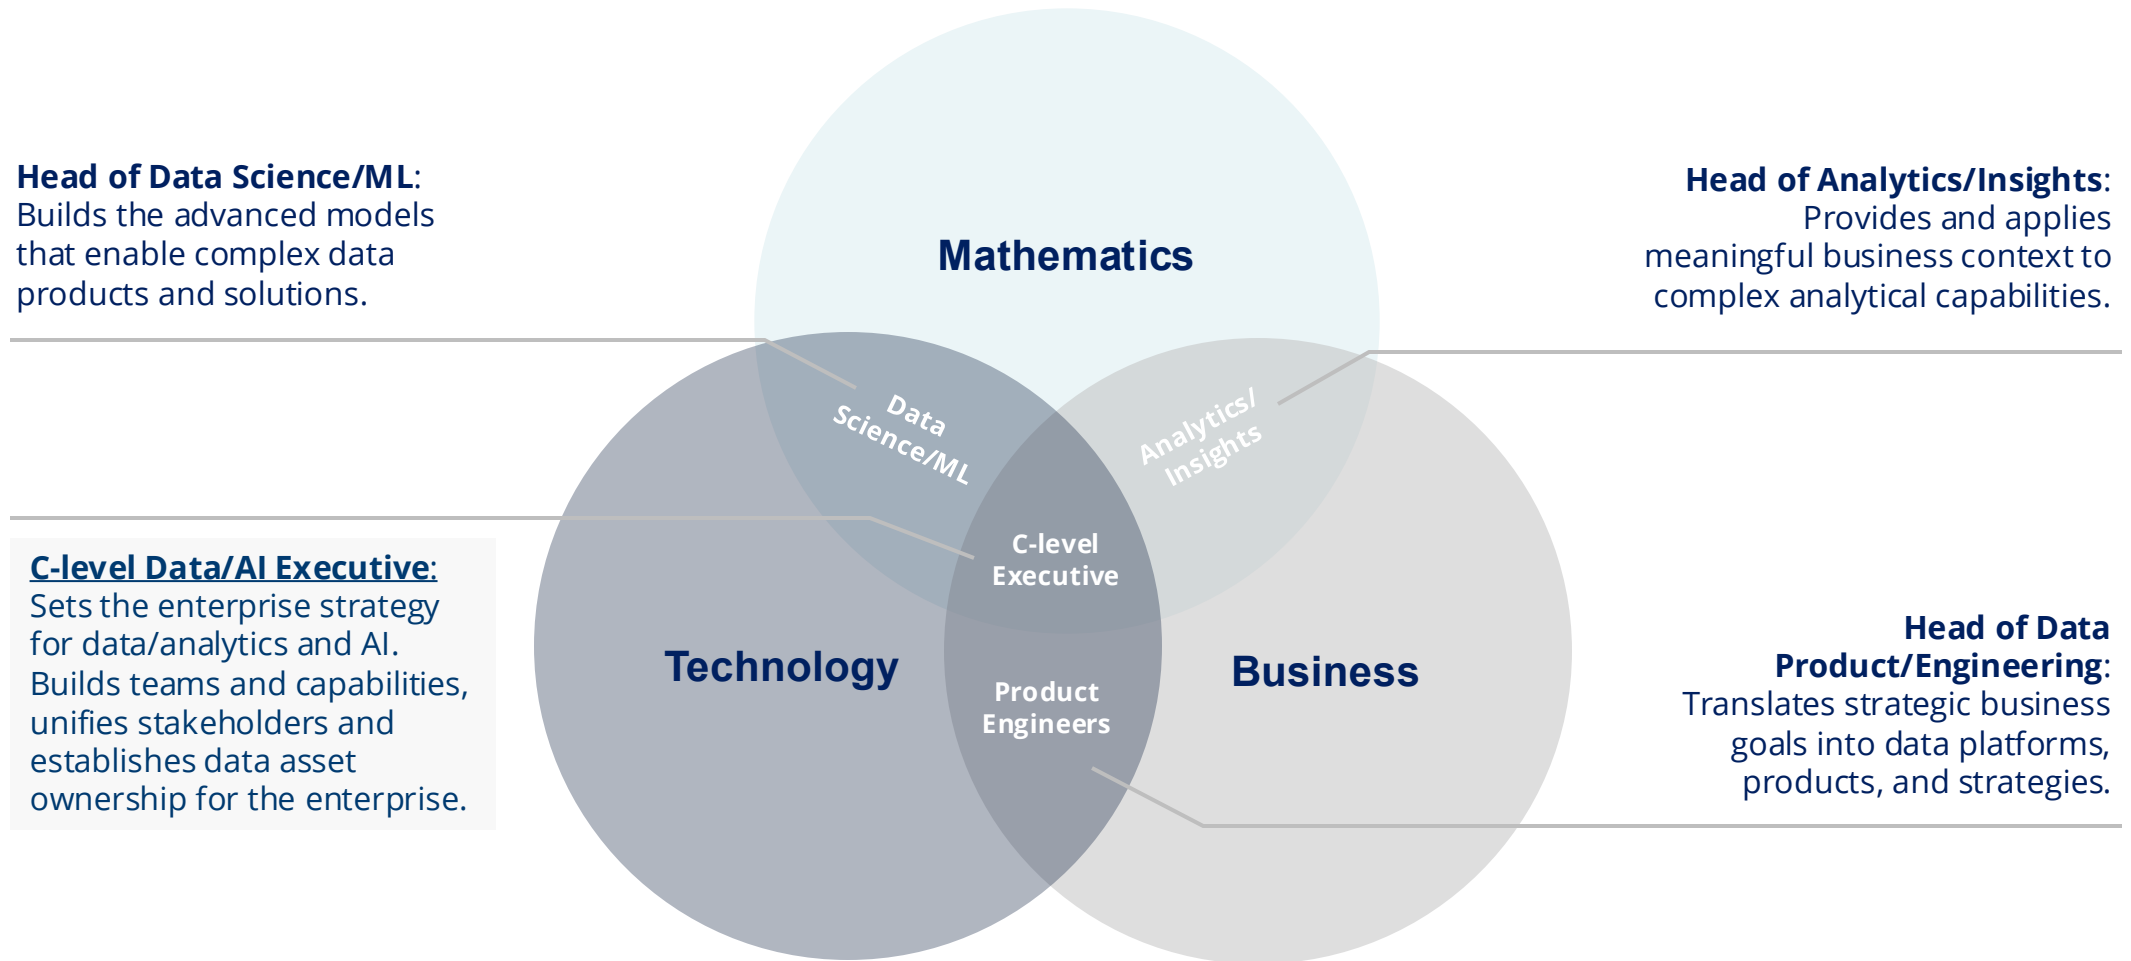 Mathematics
Head of Data Science/ML:
Builds the advanced models
that enable complex data
products and solutions.
Head of Analytics/Insights:
Provides and applies
meaningful business context to
complex analytical capabilities.
Data
Science/ML
Analytics/
Insights
C-level
Executive
C-level Data/AI Executive:
Sets the enterprise strategy
for data/analytics and AI.
Builds teams and capabilities,
unifies stakeholders and
establishes data asset
ownership for the enterprise.
Technology
Business
Product
Engineers
Head of Data
Product/Engineering:
Translates strategic business
goals into data platforms,
products, and strategies.